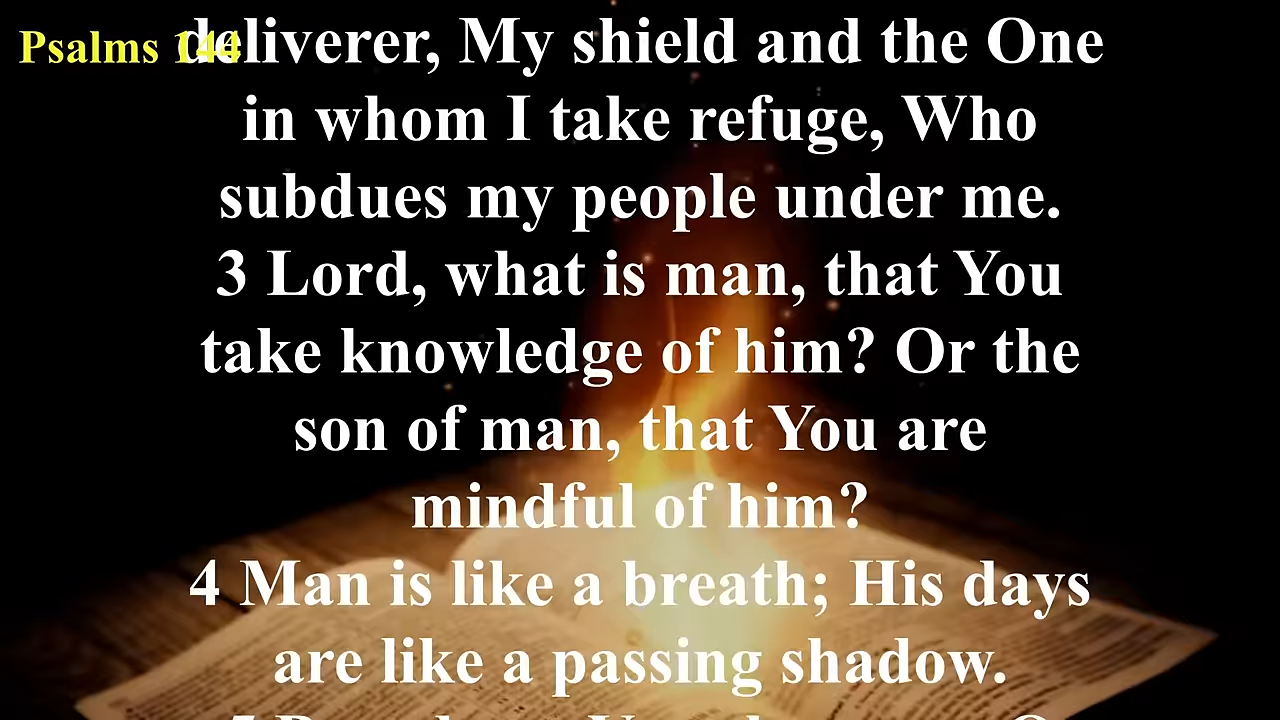 Psalms 144
deliverer, My shield and the One
in whom I take refuge, Who
subdues my people under me.
3 Lord, what is man, that You
take knowledge of him? Or the
son of man, that You are
mindful of him?
4 Man is like a breath; His days
are like a passing shadow.